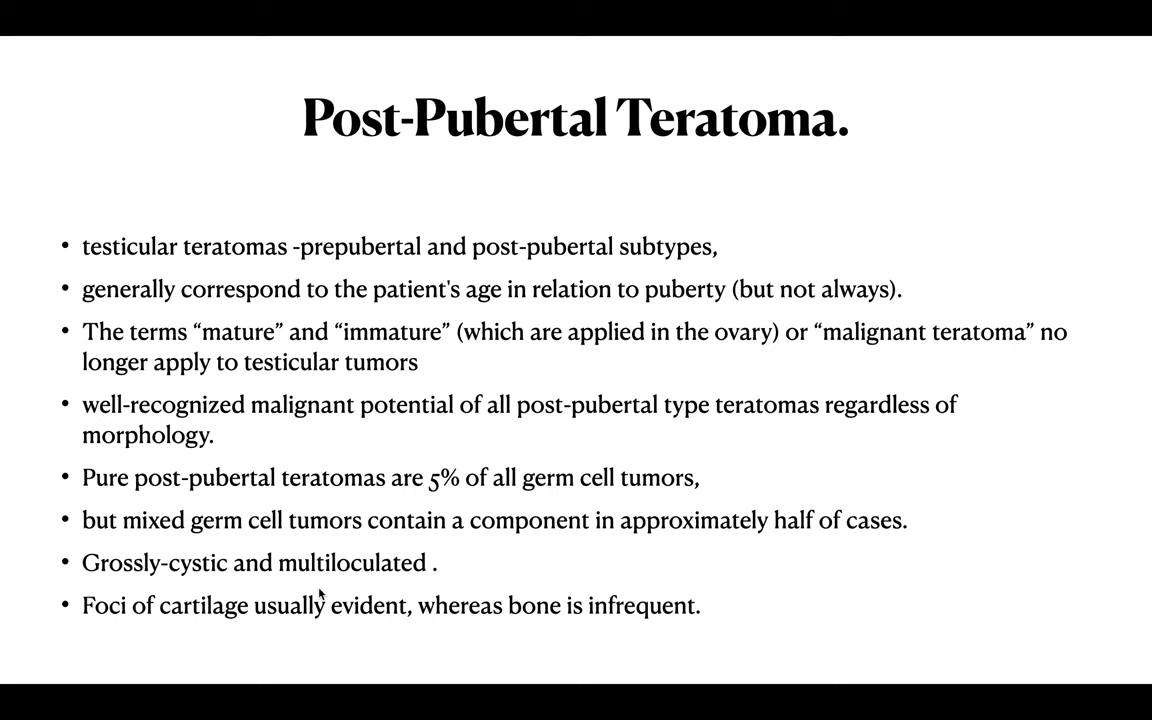 Post-Pubertal Teratoma.
• testicular teratomas -prepubertal and post-pubertal subtypes,
• generally correspond to the patient's age in relation to puberty (but not always).
• The terms “mature” and “immature” (which are applied in the ovary) or “malignant teratoma” no
longer apply to testicular tumors
• well-recognized malignant potential of all post-pubertal type teratomas regardless of
morphology.
• Pure post-pubertal teratomas are 5% of all germ cell tumors,
• but mixed germ cell tumors contain a component in approximately half of cases.
• Grossly-cystic and multiloculated .
• Foci of cartilage usually evident, whereas bone is infrequent.